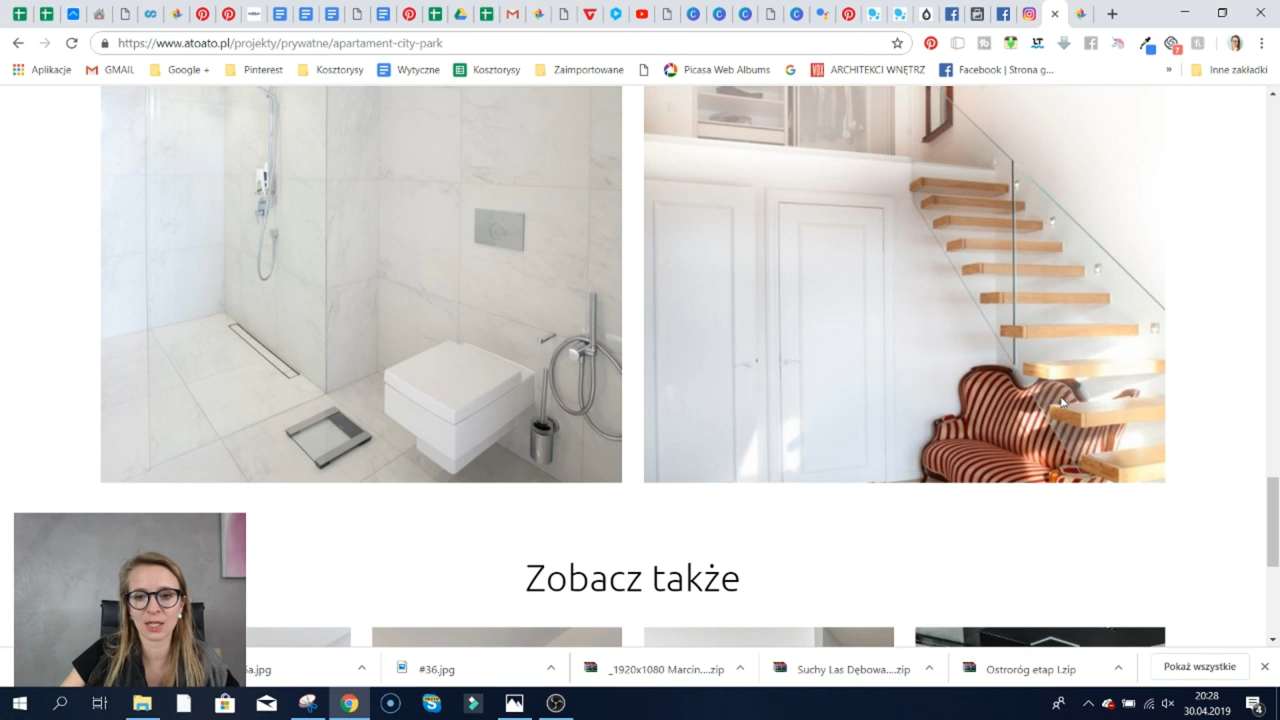 https://www.atoato.pl/projekty/prywatne/apartament-city-park
7
Aplikacje
GMAIL
Google +
Pinterest
Kosztorysy
Wytyczne
Kosztorysy
Zaimportowane
Picasa Web Albums
ARCHITEKCI WNĘTRZ
Facebook | Strona g...
»
Inne zakładki
Zobacz także
a.jpg
#36.jpg
_1920x1080 Marcin....zip
Suchy Las Dębowa....zip
Ostroróg etap I.zip
Pokaż wszystkie
20:28
30.04.2019
4